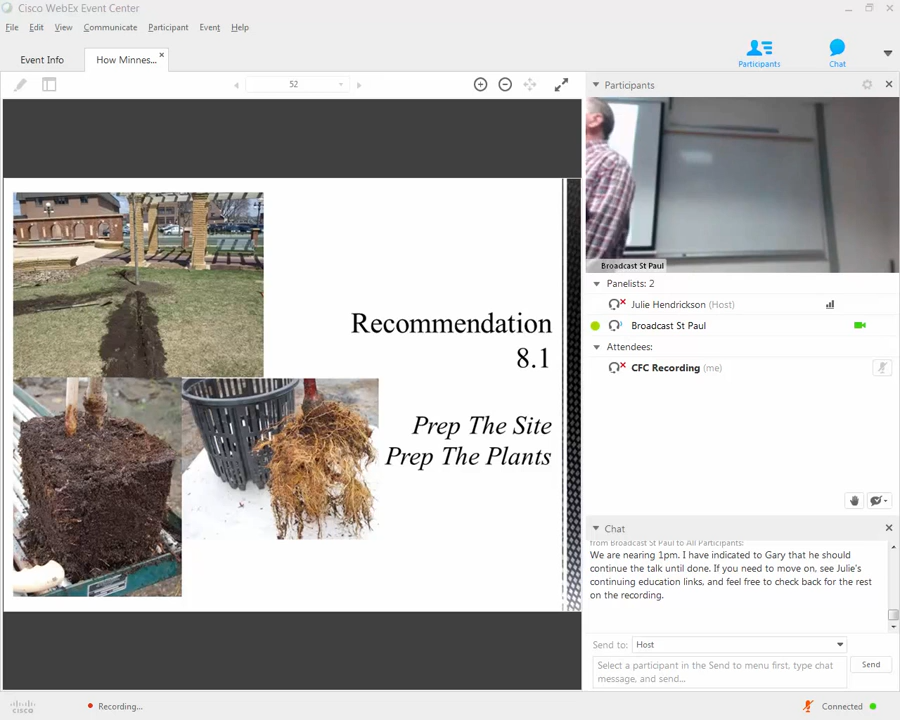 Cisco WebEx Event Center
File Edit View Communicate Participant Event Help
Event Info
How Minnes...
Participants
Chat
52
Participants
Recommendation
8.1
Prep The Site
Prep The Plants
Broadcast St Paul
Panelists: 2
Julie Hendrickson (Host)
Broadcast St Paul
Attendees:
CFC Recording (me)
Chat
from Broadcast St Paul to All Participants:
We are nearing 1pm. I have indicated to Gary that he should
continue the talk until done. If you need to move on, see Julie's
continuing education links, and feel free to check back for the rest
on the recording.
Send to: Host
Select a participant in the Send to menu first, type chat
message, and send...
Send
cisco
Recording...
Connected